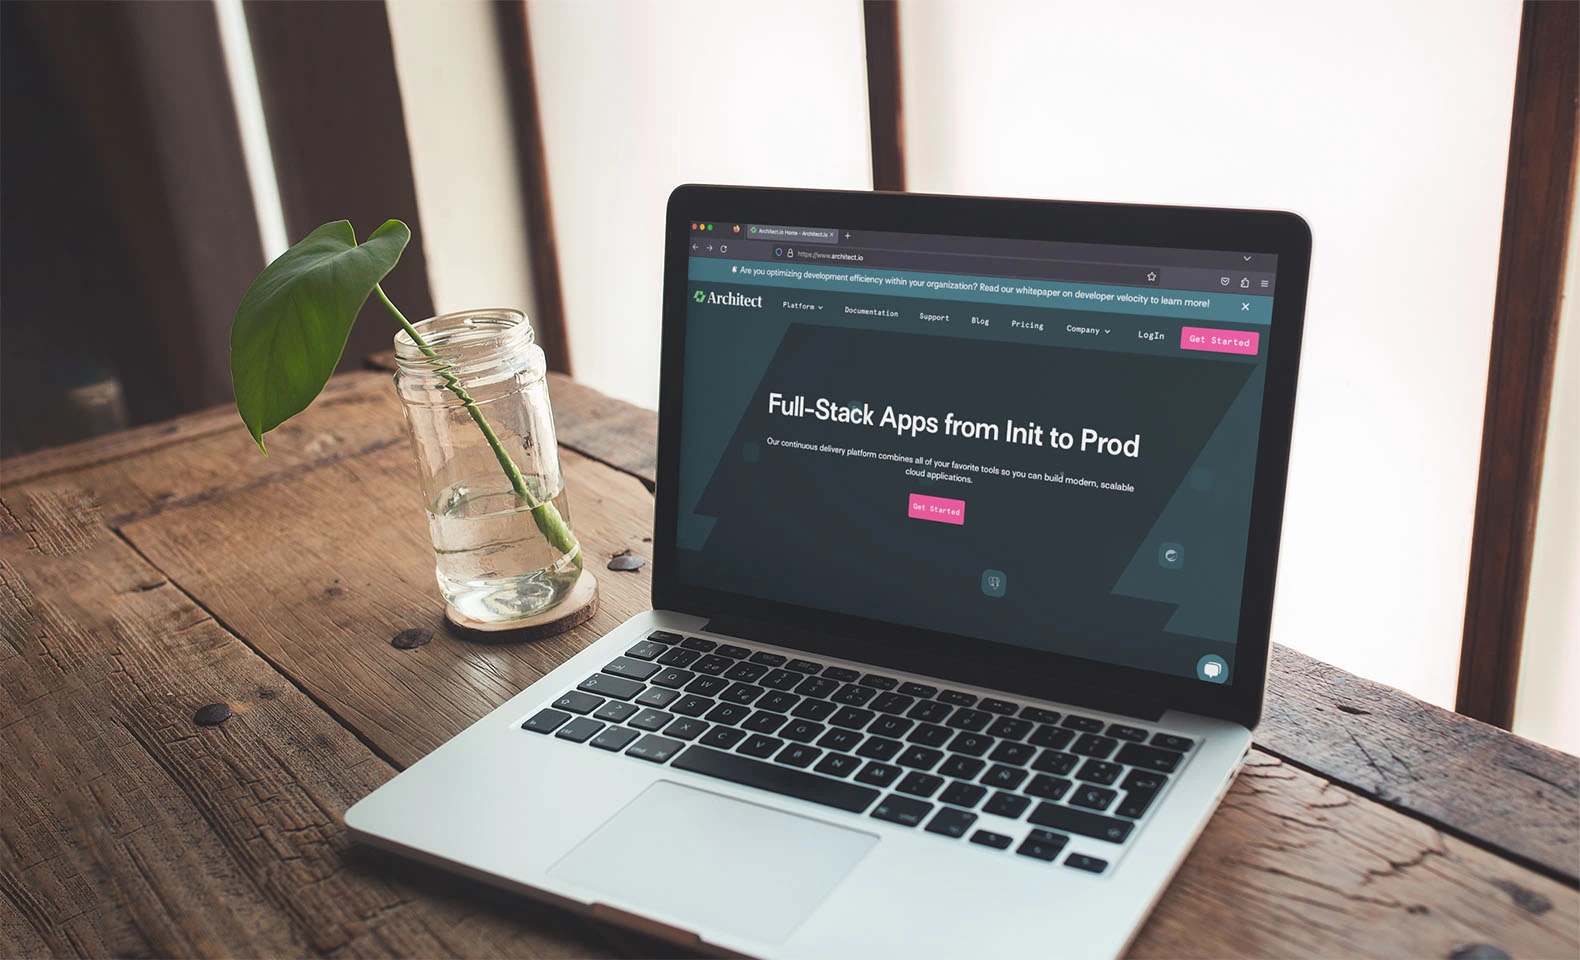 Architect.io Home - Architect.io
https://www.architect.io
Are you optimizing development efficiency within your organization? Read our whitepaper on developer velocity to learn more!
Architect Platform Documentation Support Blog Pricing Company LogIn Get Started
Full-Stack Apps from Init to Prod
Our continuous delivery platform combines all of your favorite tools so you can build modern, scalable
cloud applications.
Get Started
Q W E R T Y U I O P
A S D F G H J K L Ñ
Z X C V B N M